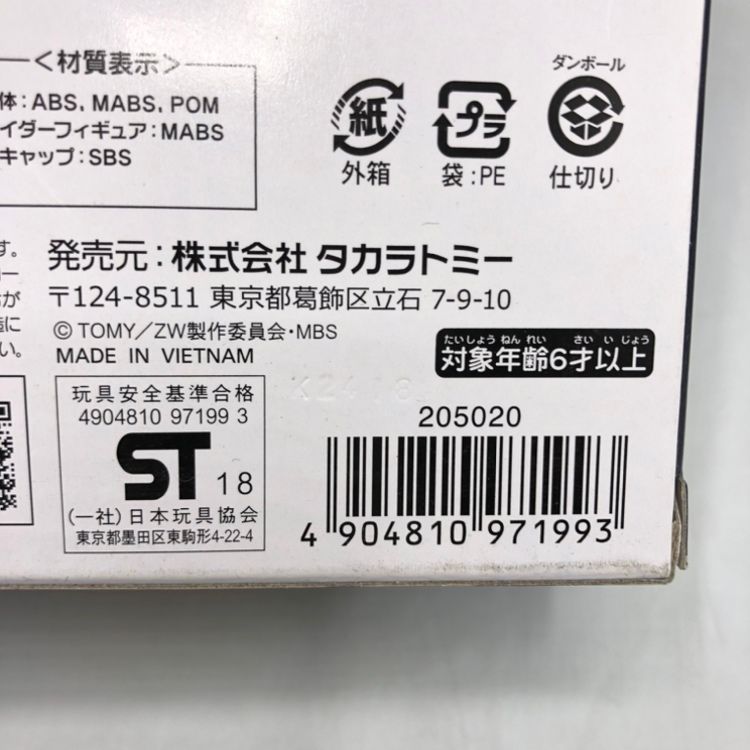 <材質表示>
体:ABS, MABS, POM
イダーフィギュア:MABS
キャップ:SBS
紙
外箱
プラ
袋:PE
ダンボール
仕切り
す。
が
に
い。
発売元:株式会社 タカラトミー
〒124-8511 東京都葛飾区立石 7-9-10
© TOMY/ZW製作委員会・MBS
MADE IN VIETNAM
たいしょう ねん れい さい い じょう
対象年齢6才以上
玩具安全基準合格
4904810 97199 3
ST 18
(一社)日本玩具協会
東京都墨田区東駒形4-22-4
205020
4 904810 971993